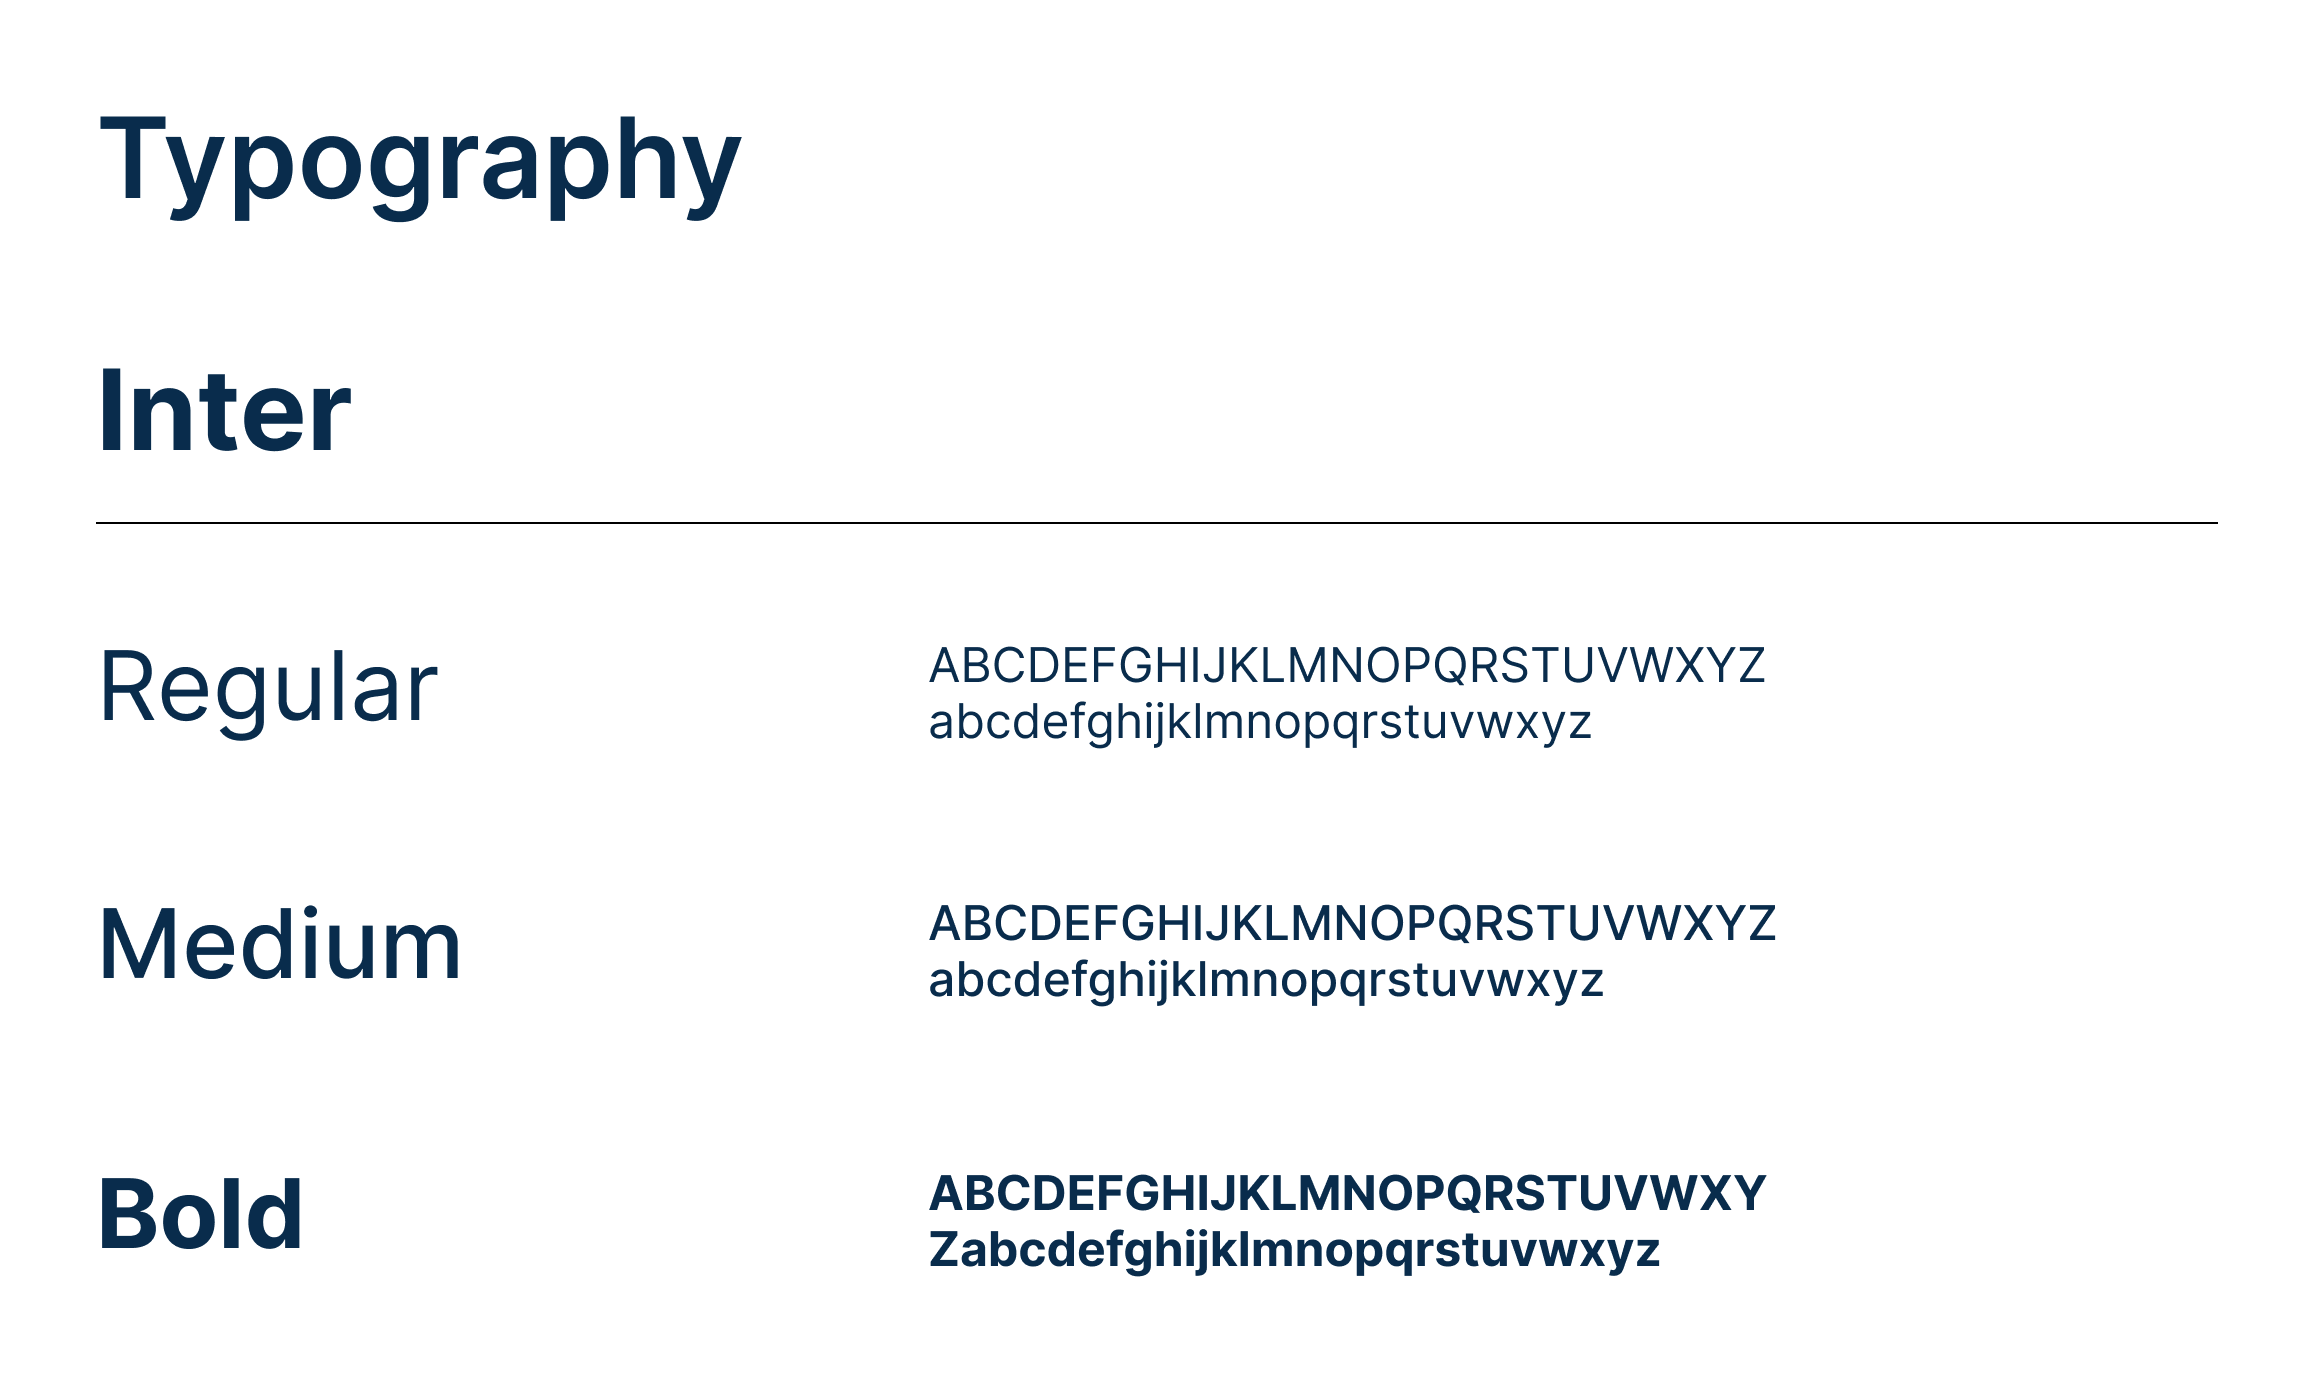 Typography
Inter
Regular
ABCDEFGHIJKLMNOPQRSTUVWXYZ
abcdefghijklmnopqrstuvwxyz
Medium
ABCDEFGHIJKLMNOPQRSTUVWXYZ
abcdefghijklmnopqrstuvwxyz
Bold
ABCDEFGHIJKLMNOPQRSTUVWXY
Zabcdefghijklmnopqrstuvwxyz